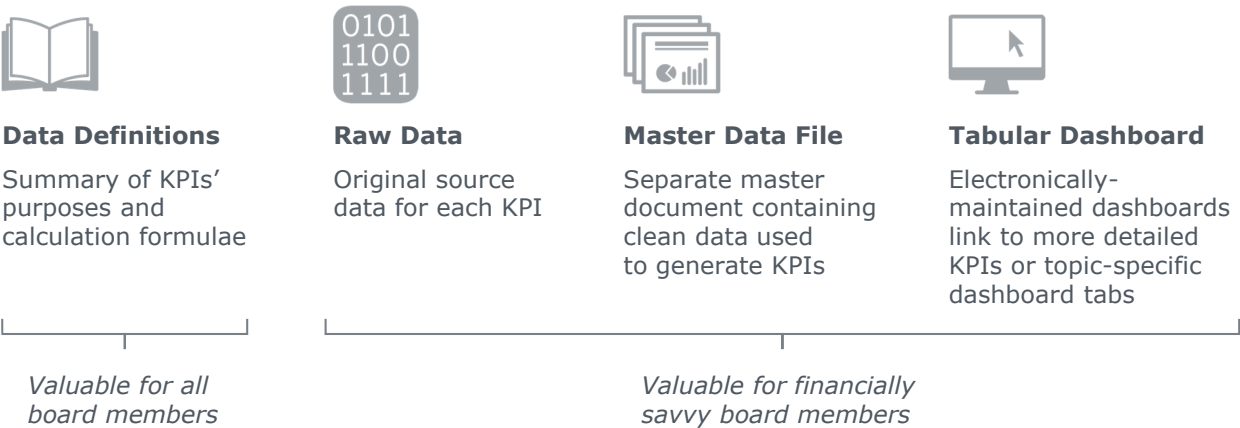 0101
1100
1111
Data Definitions
Summary of KPIs’
purposes and
calculation formulae
Raw Data
Original source
data for each KPI
Master Data File
Separate master
document containing
clean data used
to generate KPIs
Tabular Dashboard
Electronically-
maintained dashboards
link to more detailed
KPIs or topic-specific
dashboard tabs
Valuable for all
board members
Valuable for financially
savvy board members